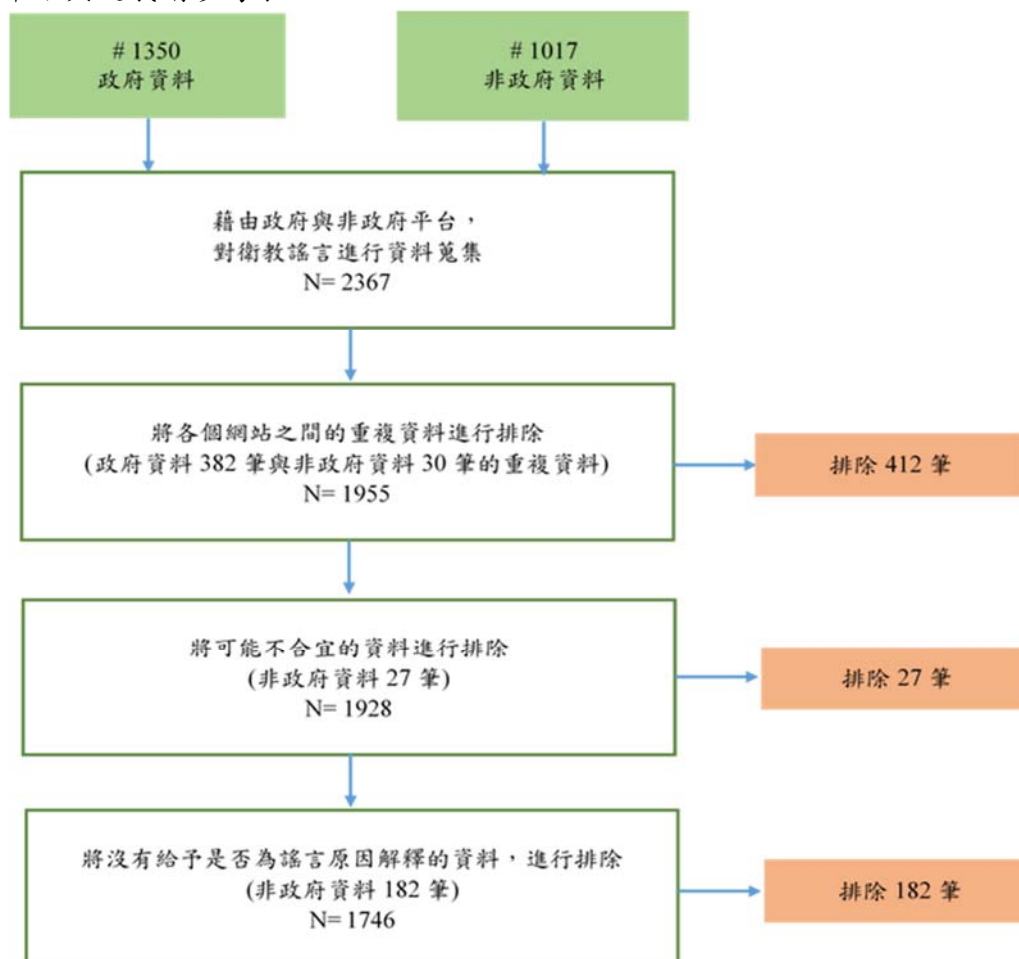 # 1350
政府資料
# 1017
非政府資料
藉由政府與非政府平台，
對衛教謠言進行資料蒐集
N= 2367
將各個網站之間的重複資料進行排除
(政府資料 382 筆與非政府資料 30 筆的重複資料)
N= 1955
排除 412 筆
將可能不合宜的資料進行排除
(非政府資料 27 筆)
N= 1928
排除 27 筆
將沒有給予是否為謠言原因解釋的資料，進行排除
(非政府資料 182 筆)
N= 1746
排除 182 筆